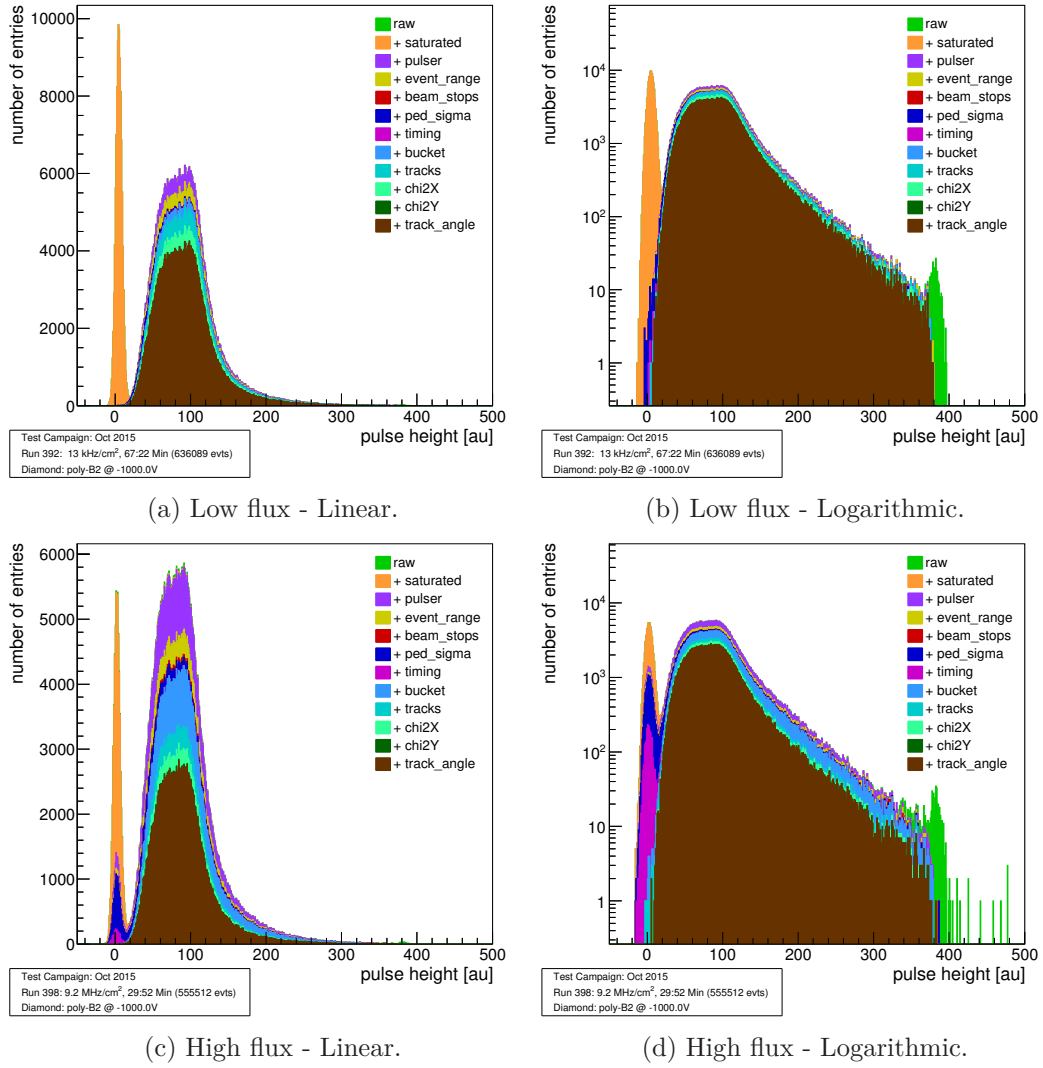 number of entries
10000
8000
6000
4000
2000
0
0 100 200 300 400 500
pulse height [au]
raw
+ saturated
+ pulser
+ event_range
+ beam_stops
+ ped_sigma
+ timing
+ bucket
+ tracks
+ chi2X
+ chi2Y
+ track_angle
Test Campaign: Oct 2015
Run 392: 13 kHz/cm², 67:22 Min (636089 evts)
Diamond: poly-B2 @ -1000.0V
(a) Low flux - Linear.
number of entries
10⁴
10³
10²
10
1
0 100 200 300 400 500
pulse height [au]
raw
+ saturated
+ pulser
+ event_range
+ beam_stops
+ ped_sigma
+ timing
+ bucket
+ tracks
+ chi2X
+ chi2Y
+ track_angle
Test Campaign: Oct 2015
Run 392: 13 kHz/cm², 67:22 Min (636089 evts)
Diamond: poly-B2 @ -1000.0V
(b) Low flux - Logarithmic.
number of entries
6000
5000
4000
3000
2000
1000
0
0 100 200 300 400 500
pulse height [au]
raw
+ saturated
+ pulser
+ event_range
+ beam_stops
+ ped_sigma
+ timing
+ bucket
+ tracks
+ chi2X
+ chi2Y
+ track_angle
Test Campaign: Oct 2015
Run 398: 9.2 MHz/cm², 29:52 Min (555512 evts)
Diamond: poly-B2 @ -1000.0V
(c) High flux - Linear.
number of entries
10⁴
10³
10²
10
1
0 100 200 300 400 500
pulse height [au]
raw
+ saturated
+ pulser
+ event_range
+ beam_stops
+ ped_sigma
+ timing
+ bucket
+ tracks
+ chi2X
+ chi2Y
+ track_angle
Test Campaign: Oct 2015
Run 398: 9.2 MHz/cm², 29:52 Min (555512 evts)
Diamond: poly-B2 @ -1000.0V
(d) High flux - Logarithmic.